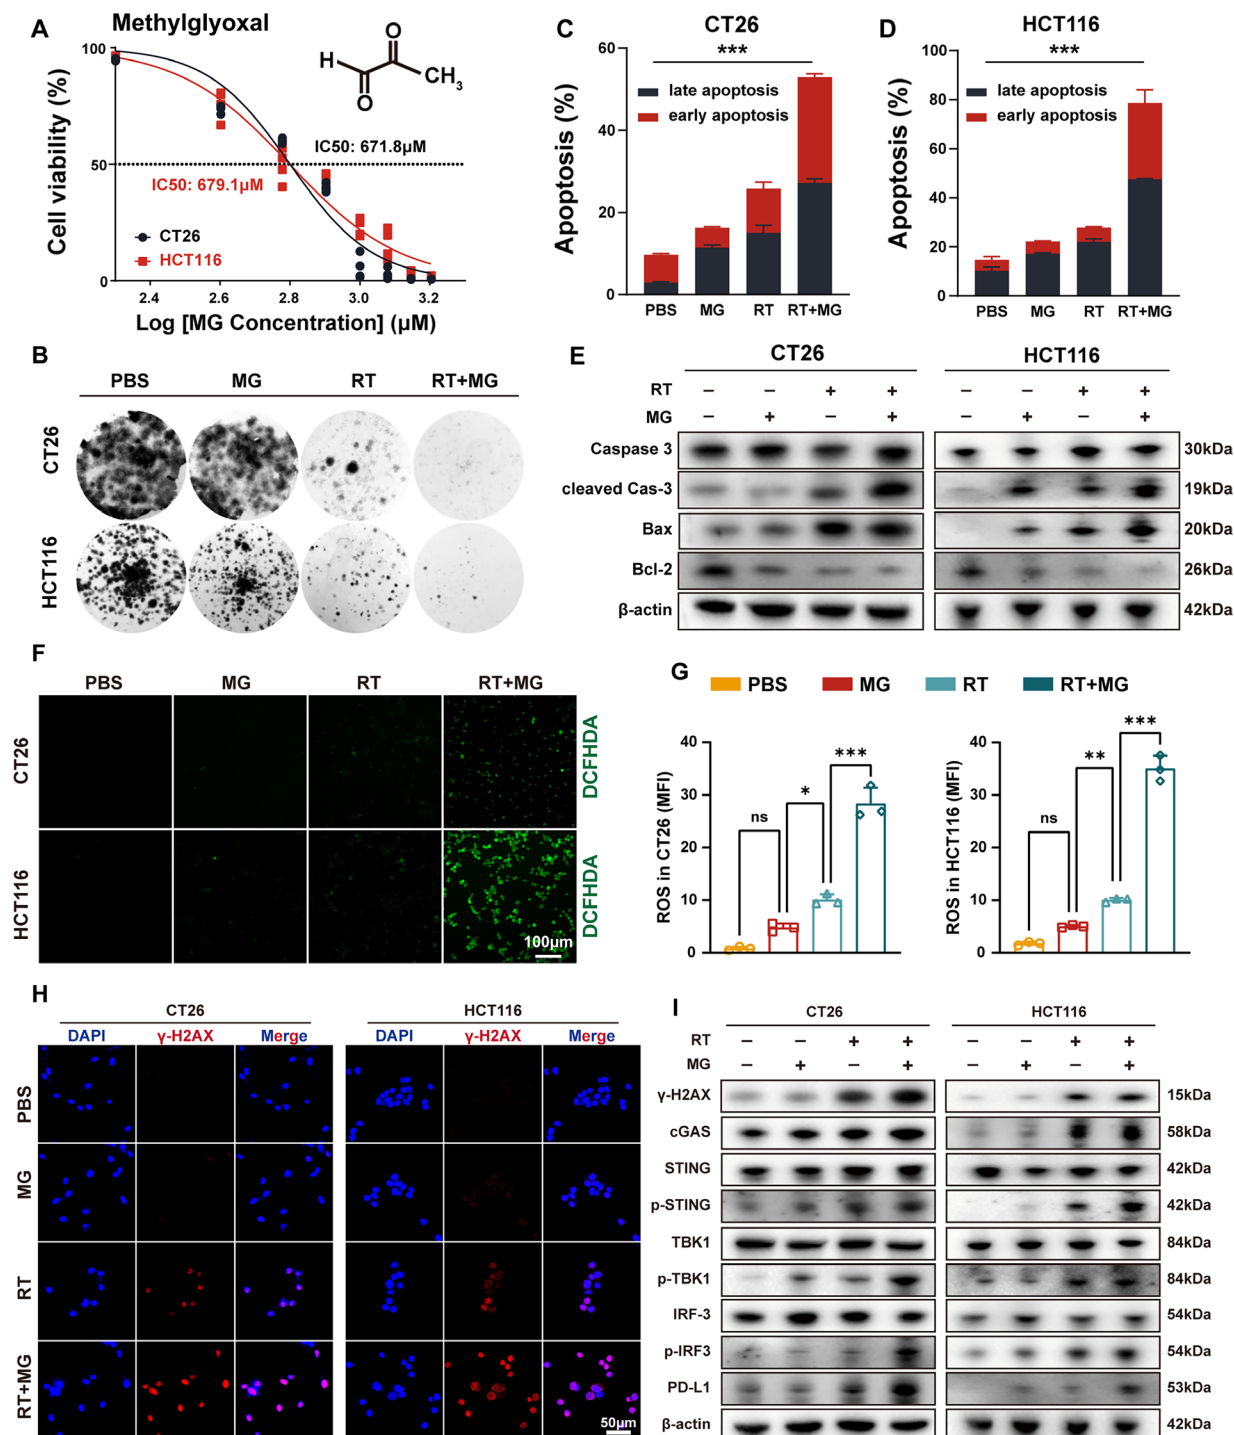 A
Methylglyoxal
Cell viability (%)
100
50
0
IC50: 671.8μM
IC50: 679.1μM
CT26
HCT116
H
O
O
CH3
2.4 2.6 2.8 3.0 3.2
Log [MG Concentration] (μM)
C
CT26
***
Apoptosis (%)
60
40
20
0
late apoptosis
early apoptosis
PBS MG RT RT+MG
D
HCT116
***
Apoptosis (%)
100
80
60
40
20
0
late apoptosis
early apoptosis
PBS MG RT RT+MG
B
PBS MG RT RT+MG
CT26
HCT116
E
CT26 HCT116
RT – – + + – – + +
MG – + – + – + – +
Caspase 3 30kDa
cleaved Cas-3 19kDa
Bax 20kDa
Bcl-2 26kDa
β-actin 42kDa
F
PBS MG RT RT+MG
CT26 DCFHDA
HCT116 DCFHDA
100μm
G
PBS MG RT RT+MG
ROS in CT26 (MFI)
40
30
20
10
0
ns * ***
ROS in HCT116 (MFI)
40
30
20
10
0
ns ** ***
H
CT26 HCT116
DAPI γ-H2AX Merge DAPI γ-H2AX Merge
PBS
MG
RT
RT+MG
50μm
I
CT26 HCT116
RT – – + + – – + +
MG – + – + – + – +
γ-H2AX 15kDa
cGAS 58kDa
STING 42kDa
p-STING 42kDa
TBK1 84kDa
p-TBK1 84kDa
IRF-3 54kDa
p-IRF3 54kDa
PD-L1 53kDa
β-actin 42kDa